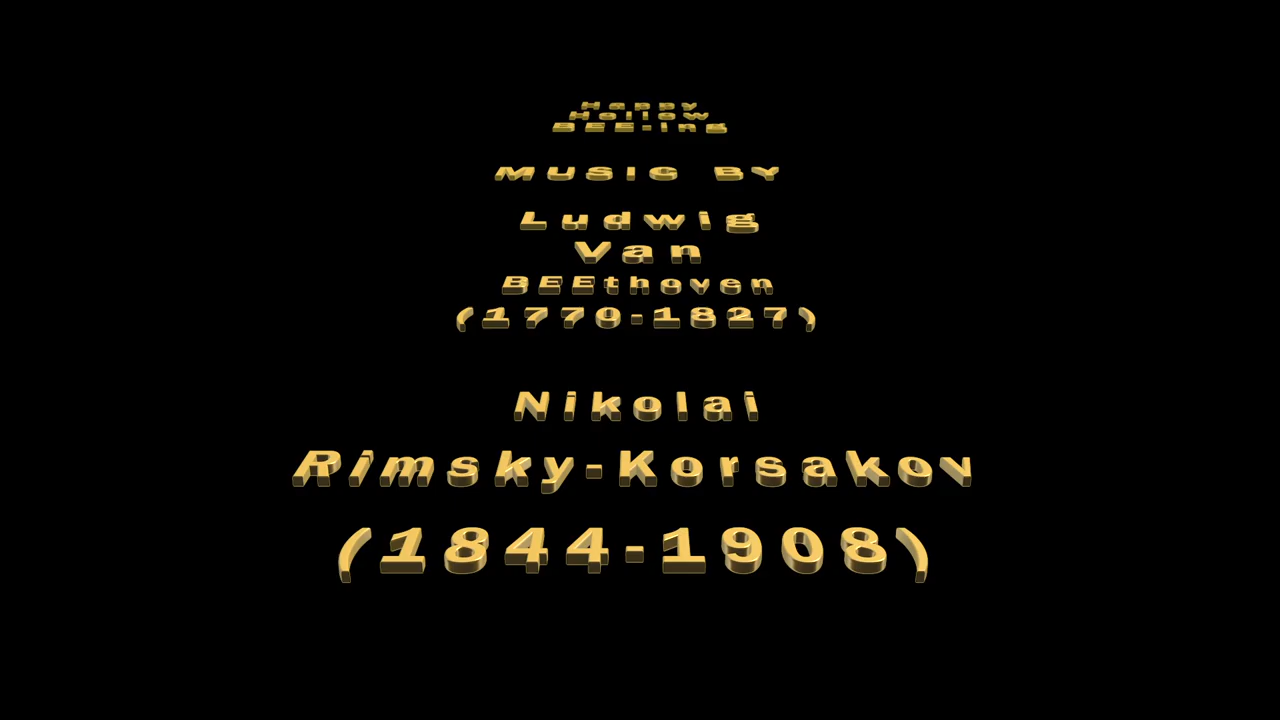 Happy
Hollow
BEE-ing
MUSIC BY
Ludwig
Van
BEEthoven
(1770-1827)
Nikolai
Rimsky-Korsakov
(1844-1908)